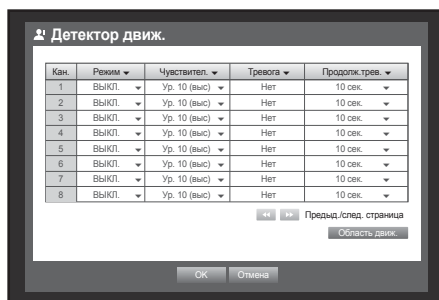 Детектор движ.
Кан. Режим Чувствител. Тревога Продолж.трев.
1 ВЫКЛ. Ур. 10 (выс) Нет 10 сек.
2 ВЫКЛ. Ур. 10 (выс) Нет 10 сек.
3 ВЫКЛ. Ур. 10 (выс) Нет 10 сек.
4 ВЫКЛ. Ур. 10 (выс) Нет 10 сек.
5 ВЫКЛ. Ур. 10 (выс) Нет 10 сек.
6 ВЫКЛ. Ур. 10 (выс) Нет 10 сек.
7 ВЫКЛ. Ур. 10 (выс) Нет 10 сек.
8 ВЫКЛ. Ур. 10 (выс) Нет 10 сек.
Предыд./след. страница
Область движ.
OK Отмена